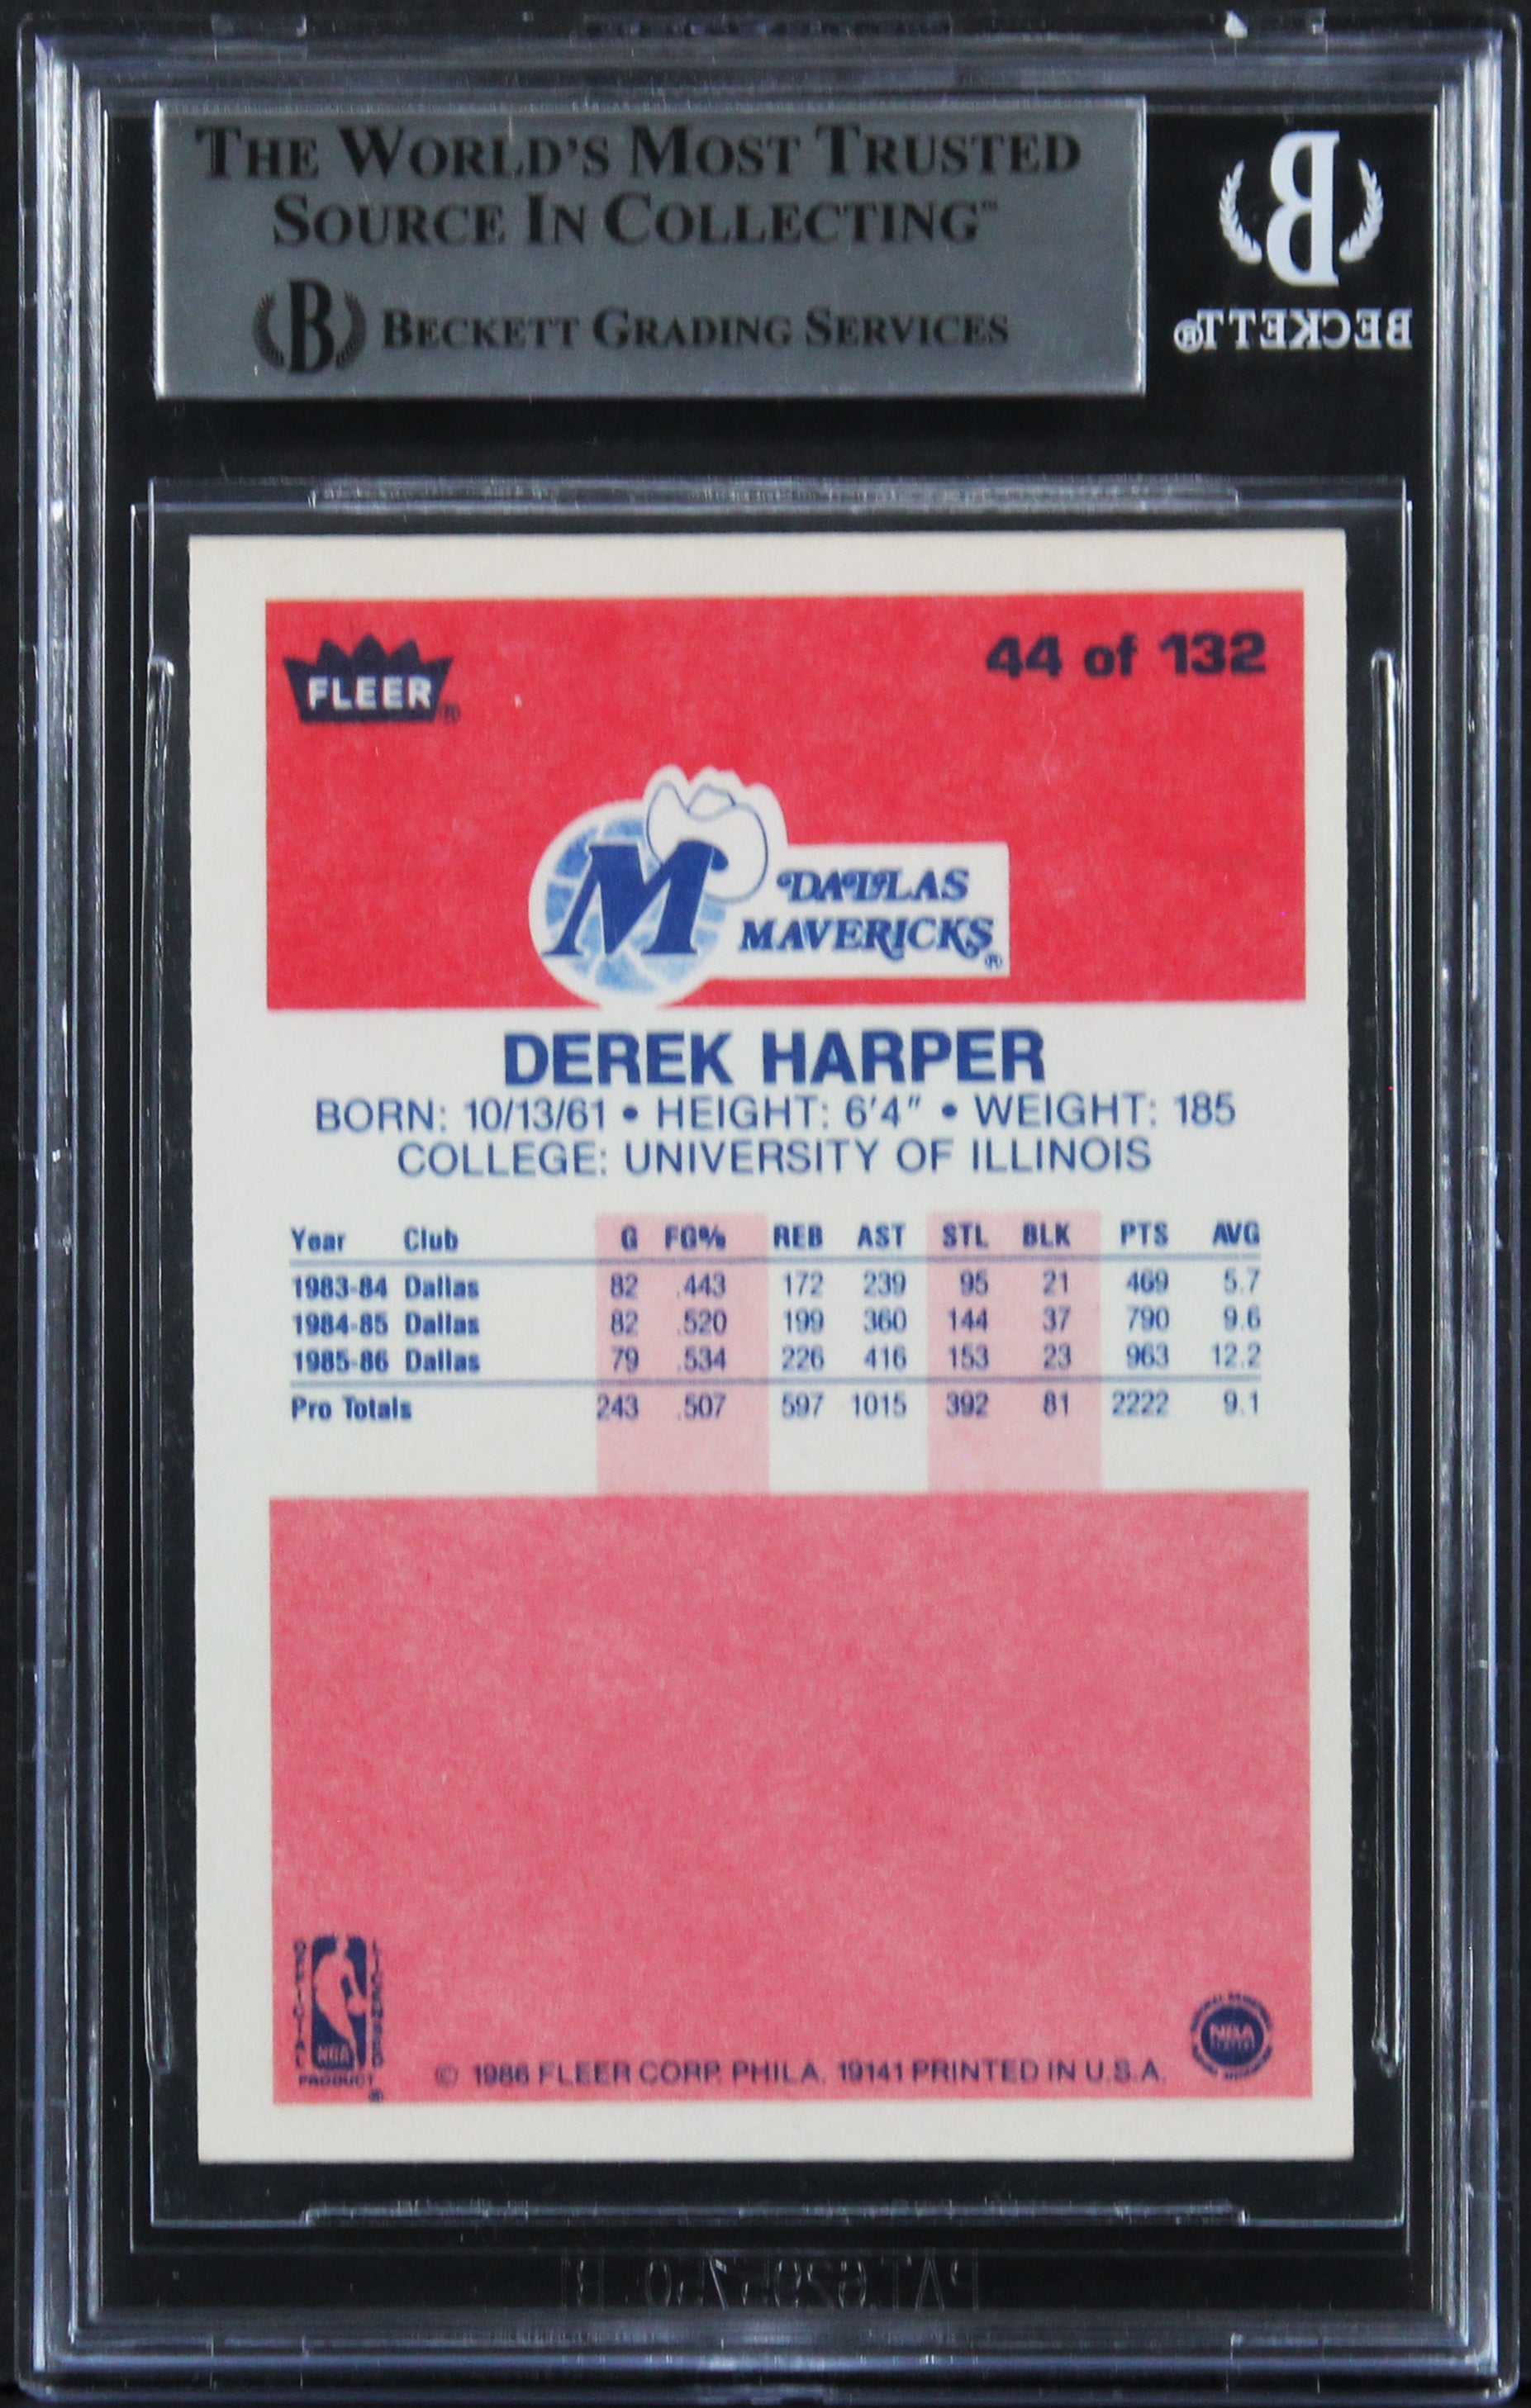 THE WORLD'S MOST TRUSTED
SOURCE IN COLLECTING™
B BECKETT GRADING SERVICES
B
BECKETT®
FLEER®
44 of 132
M DALLAS
MAVERICKS®
DEREK HARPER
BORN: 10/13/61 • HEIGHT: 6'4" • WEIGHT: 185
COLLEGE: UNIVERSITY OF ILLINOIS
Year Club G FG% REB AST STL BLK PTS AVG
1983-84 Dallas 82 .443 172 239 95 21 469 5.7
1984-85 Dallas 82 .520 199 360 144 37 790 9.6
1985-86 Dallas 79 .534 226 416 153 23 963 12.2
Pro Totals 243 .507 597 1015 392 81 2222 9.1
OFFICIAL
NBA
LICENSED
PRODUCT®
© 1986 FLEER CORP. PHILA. 19141 PRINTED IN U.S.A.
NBA